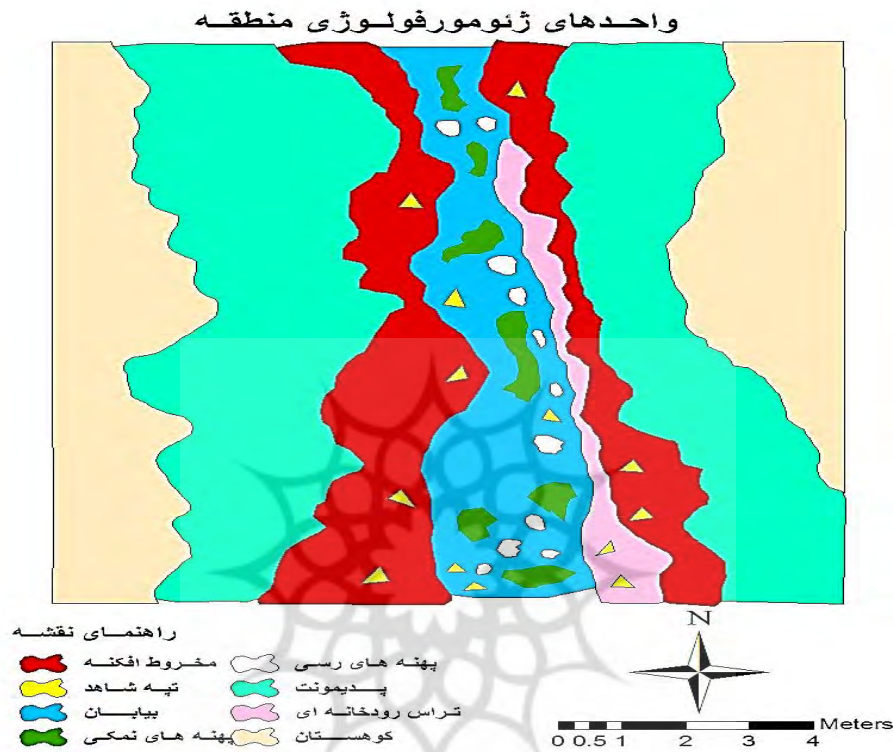 واحدهای ژئومورفولوژی منطقه
راهنمای نقشه
مخروط افکنه
پهنه های رسی
تپه شاهد
پدیمونت
بیابان
تراس رودخانه ای
پهنه های نمکی
کوهستان
N
Meters
0 0.5 1 2 3 4